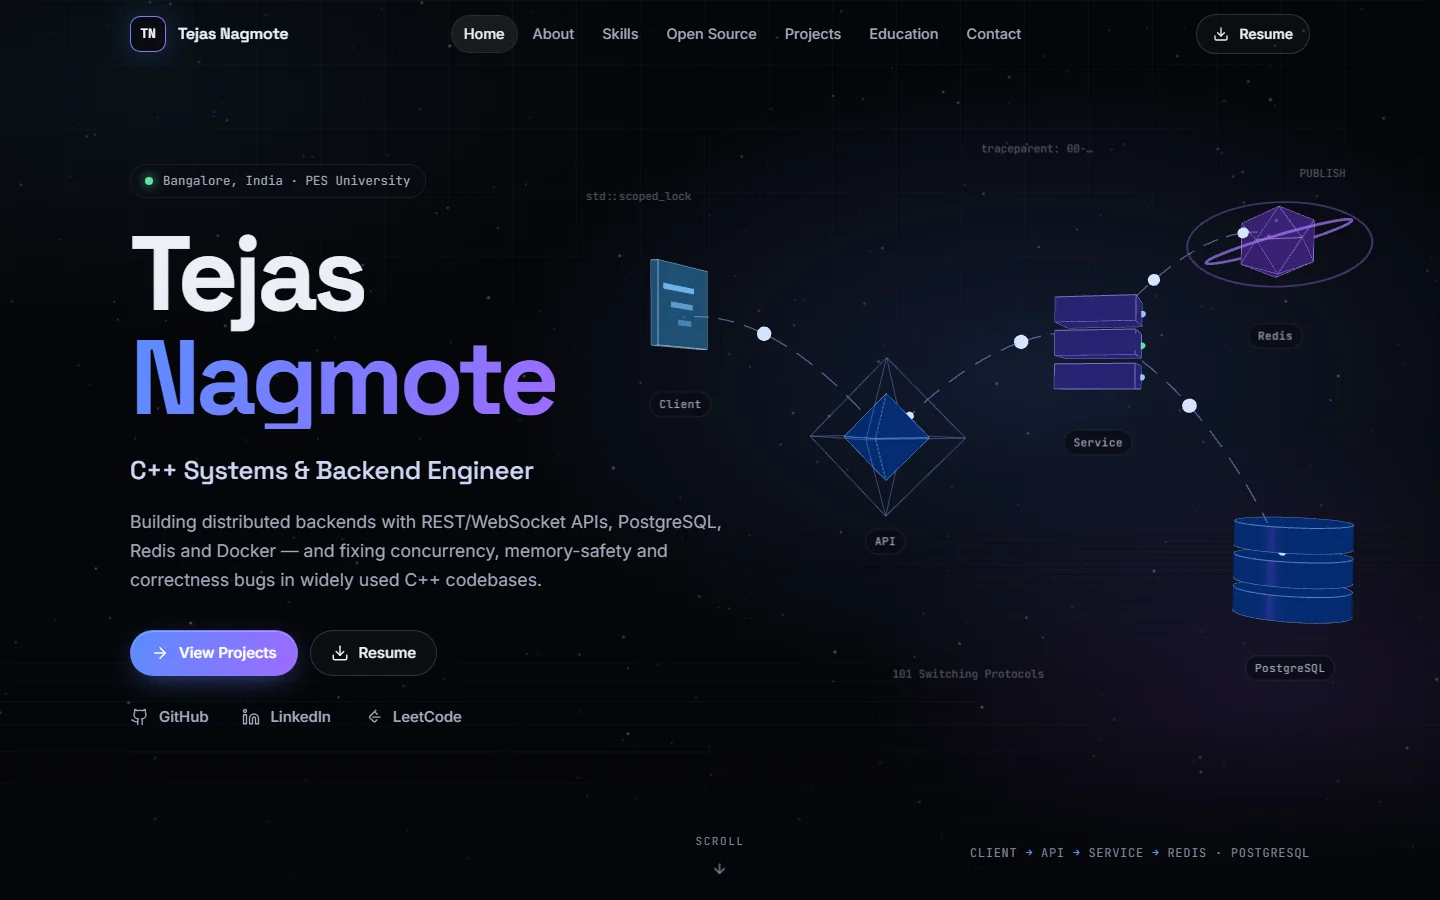 TN Tejas Nagmote
Home About Skills Open Source Projects Education Contact
Resume
Bangalore, India · PES University
Tejas
Nagmote
C++ Systems & Backend Engineer
Building distributed backends with REST/WebSocket APIs, PostgreSQL,
Redis and Docker — and fixing concurrency, memory-safety and
correctness bugs in widely used C++ codebases.
View Projects
Resume
GitHub LinkedIn LeetCode
std::scoped_lock
traceparent: 00-…
PUBLISH
Client
API
Service
Redis
PostgreSQL
101 Switching Protocols
SCROLL
CLIENT → API → SERVICE → REDIS · POSTGRESQL